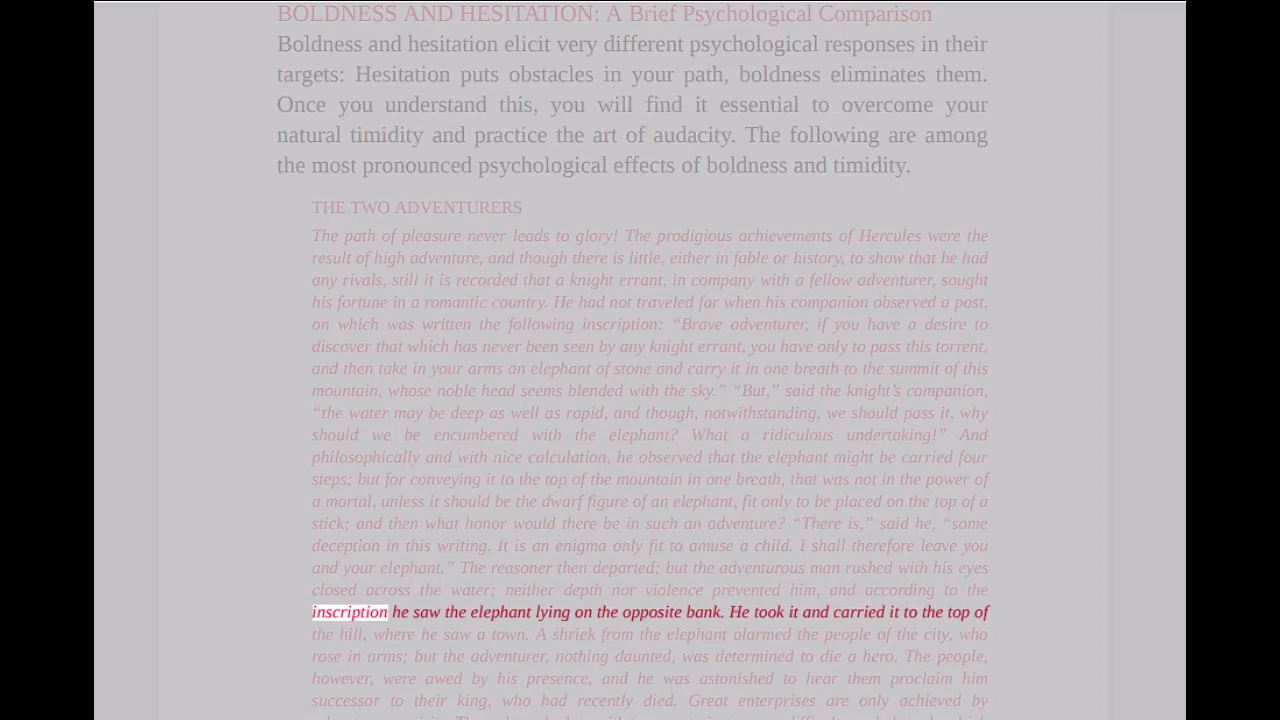 BOLDNESS AND HESITATION: A Brief Psychological Comparison
Boldness and hesitation elicit very different psychological responses in their
targets: Hesitation puts obstacles in your path, boldness eliminates them.
Once you understand this, you will find it essential to overcome your
natural timidity and practice the art of audacity. The following are among
the most pronounced psychological effects of boldness and timidity.
THE TWO ADVENTURERS
The path of pleasure never leads to glory! The prodigious achievements of Hercules were the
result of high adventure, and though there is little, either in fable or history, to show that he had
any rivals, still it is recorded that a knight errant, in company with a fellow adventurer, sought
his fortune in a romantic country. He had not traveled far when his companion observed a post,
on which was written the following inscription: “Brave adventurer, if you have a desire to
discover that which has never been seen by any knight errant, you have only to pass this torrent,
and then take in your arms an elephant of stone and carry it in one breath to the summit of this
mountain, whose noble head seems blended with the sky.” “But,” said the knight’s companion,
“the water may be deep as well as rapid, and though, notwithstanding, we should pass it, why
should we be encumbered with the elephant? What a ridiculous undertaking!” And
philosophically and with nice calculation, he observed that the elephant might be carried four
steps; but for conveying it to the top of the mountain in one breath, that was not in the power of
a mortal, unless it should be the dwarf figure of an elephant, fit only to be placed on the top of a
stick; and then what honor would there be in such an adventure? “There is,” said he, “some
deception in this writing. It is an enigma only fit to amuse a child. I shall therefore leave you
and your elephant.” The reasoner then departed; but the adventurous man rushed with his eyes
closed across the water; neither depth nor violence prevented him, and according to the
inscription he saw the elephant lying on the opposite bank. He took it and carried it to the top of
the hill, where he saw a town. A shriek from the elephant alarmed the people of the city, who
rose in arms; but the adventurer, nothing daunted, was determined to die a hero. The people,
however, were awed by his presence, and he was astonished to hear them proclaim him
successor to their king, who had recently died. Great enterprises are only achieved by